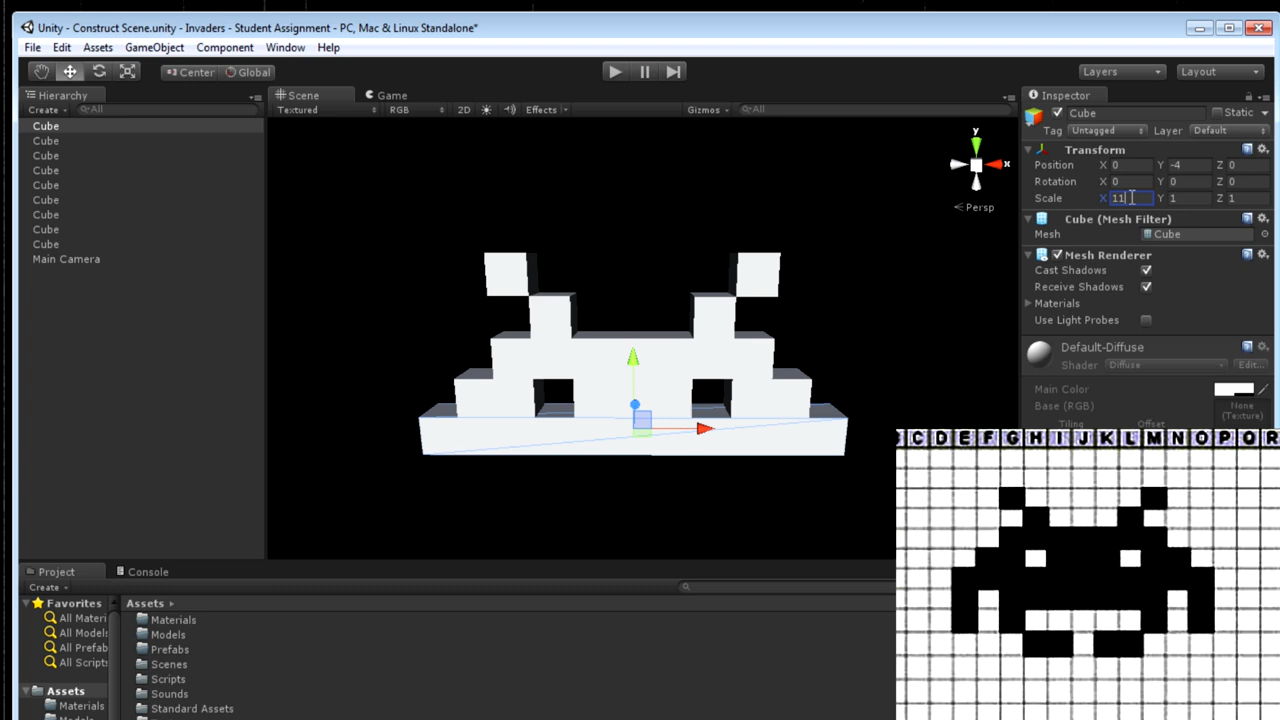 Unity - Construct Scene.unity - Invaders - Student Assignment - PC, Mac & Linux Standalone*
File Edit Assets GameObject Component Window Help
Center Global Layers Layout
Hierarchy Scene Game Inspector
Create All Textured RGB 2D Effects Gizmos All
Cube Static
Tag Untagged Layer Default
Cube
Cube
Cube
Cube
Cube
Cube
Cube
Cube
Cube
Main Camera
y
x
Persp
Transform
Position X 0 Y -4 Z 0
Rotation X 0 Y 0 Z 0
Scale X 11 Y 1 Z 1
Cube (Mesh Filter)
Mesh Cube
Mesh Renderer
Cast Shadows
Receive Shadows
Materials
Use Light Probes
Default-Diffuse
Shader Diffuse Edit...
Main Color
Base (RGB) None
(Texture)
Tiling Offset
C D E F G H I J K L M N O P Q R
Project Console
Create
Favorites
All Materi
All Models
All Prefab
All Scripts
Assets
Materials
Assets
Materials
Models
Prefabs
Scenes
Scripts
Sounds
Standard Assets